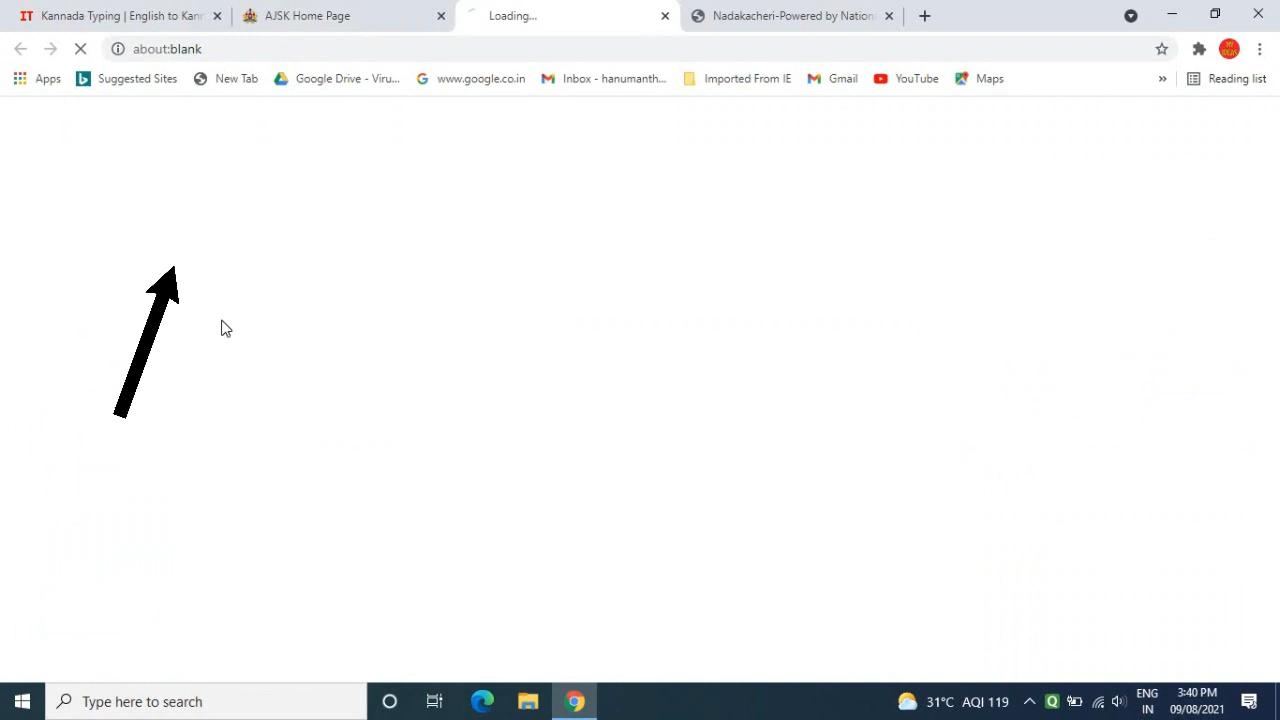 IT Kannada Typing | English to Kann
AJSK Home Page
Loading...
Nadakacheri-Powered by Nation
about:blank
Apps
Suggested Sites
New Tab
Google Drive - Viru...
www.google.co.in
Inbox - hanumanth...
Imported From IE
Gmail
YouTube
Maps
»
Reading list
Type here to search
31°C AQI 119
ENG
IN
3:40 PM
09/08/2021